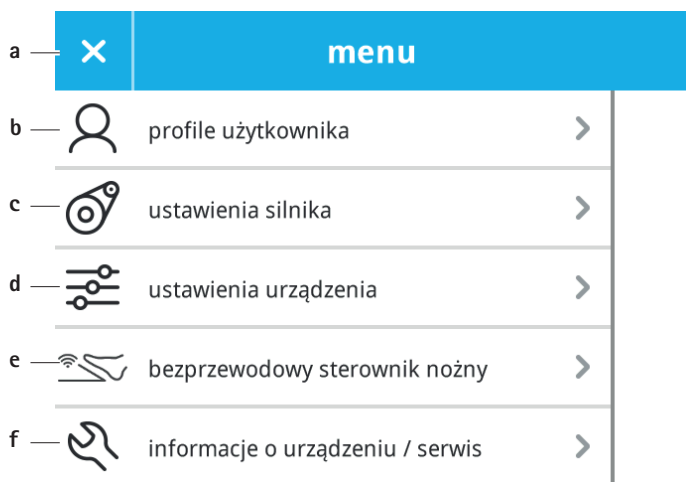 a menu
b profile użytkownika
c ustawienia silnika
d ustawienia urządzenia
e bezprzewodowy sterownik nożny
f informacje o urządzeniu / serwis